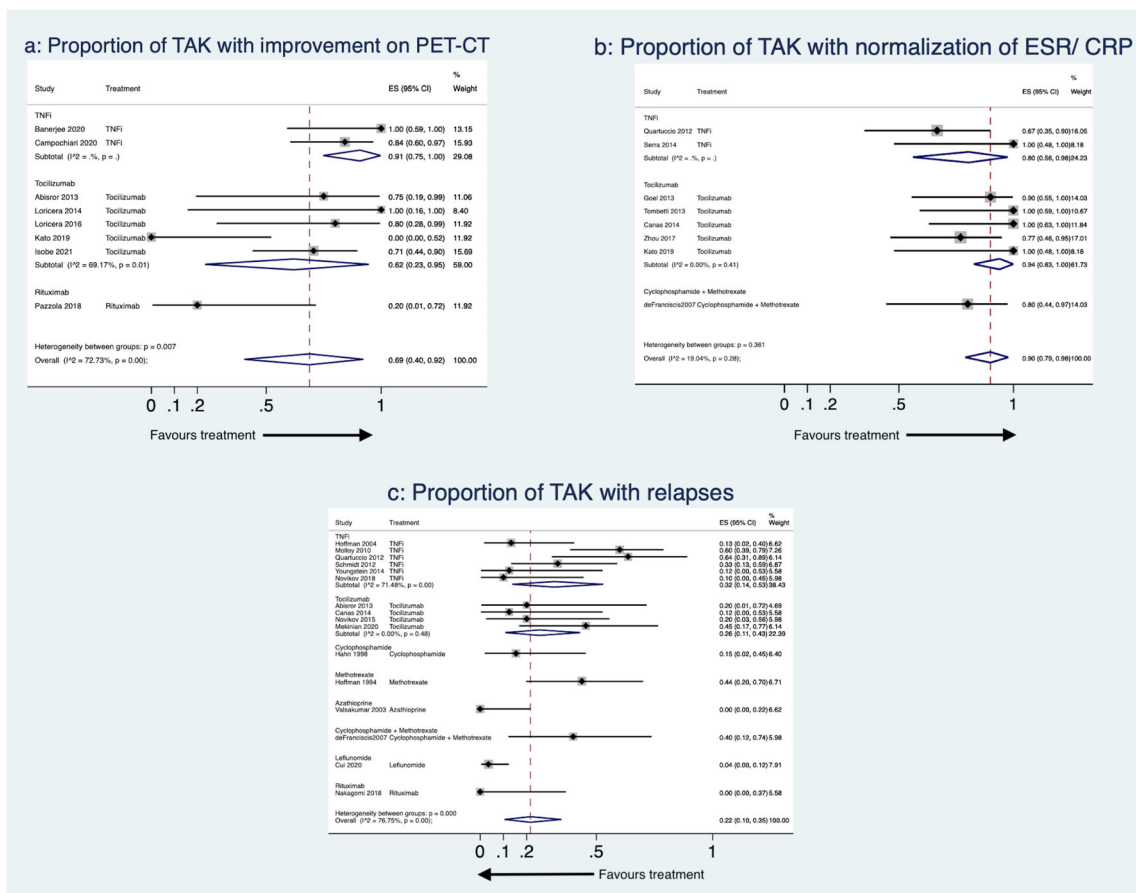 a: Proportion of TAK with improvement on PET-CT
%
Study Treatment ES (95% CI) Weight
TNFi
Banerjee 2020 TNFi 1.00 (0.59, 1.00) 13.15
Campochiari 2020 TNFi 0.84 (0.60, 0.97) 15.93
Subtotal (I^2 = .%, p = .) 0.91 (0.75, 1.00) 29.08
Tocilizumab
Abisror 2013 Tocilizumab 0.75 (0.19, 0.99) 11.06
Loricera 2014 Tocilizumab 1.00 (0.16, 1.00) 8.40
Loricera 2016 Tocilizumab 0.80 (0.28, 0.99) 11.92
Kato 2019 Tocilizumab 0.00 (0.00, 0.52) 11.92
Isobe 2021 Tocilizumab 0.71 (0.44, 0.90) 15.69
Subtotal (I^2 = 69.17%, p = 0.01) 0.62 (0.23, 0.95) 59.00
Rituximab
Pazzola 2018 Rituximab 0.20 (0.01, 0.72) 11.92
Heterogeneity between groups: p = 0.007
Overall (I^2 = 72.73%, p = 0.00); 0.69 (0.40, 0.92) 100.00
0 .1 .2 .5 1
Favours treatment
b: Proportion of TAK with normalization of ESR/ CRP
%
Study Treatment ES (95% CI) Weight
TNFi
Quartuccio 2012 TNFi 0.67 (0.35, 0.90)16.05
Serra 2014 TNFi 1.00 (0.48, 1.00)8.18
Subtotal (I^2 = .%, p = .) 0.80 (0.56, 0.98)24.23
Tocilizumab
Goel 2013 Tocilizumab 0.90 (0.55, 1.00)14.03
Tombetti 2013 Tocilizumab 1.00 (0.59, 1.00)10.67
Canas 2014 Tocilizumab 1.00 (0.63, 1.00)11.84
Zhou 2017 Tocilizumab 0.77 (0.46, 0.95)17.01
Kato 2019 Tocilizumab 1.00 (0.48, 1.00)8.18
Subtotal (I^2 = 0.00%, p = 0.41) 0.94 (0.83, 1.00)61.73
Cyclophosphamide + Methotrexate
deFranciscis2007 Cyclophosphamide + Methotrexate 0.80 (0.44, 0.97)14.03
Heterogeneity between groups: p = 0.361
Overall (I^2 = 19.04%, p = 0.28); 0.90 (0.79, 0.98)100.00
0 .1 .2 .5 1
Favours treatment
c: Proportion of TAK with relapses
%
Study Treatment ES (95% CI) Weight
TNFi
Hoffman 2004 TNFi 0.13 (0.02, 0.40)6.62
Molloy 2010 TNFi 0.60 (0.39, 0.79)7.26
Quartuccio 2012 TNFi 0.64 (0.31, 0.89)6.14
Schmidt 2012 TNFi 0.33 (0.13, 0.59)6.87
Youngstein 2014 TNFi 0.12 (0.00, 0.53)5.58
Novikov 2018 TNFi 0.10 (0.00, 0.45)5.98
Subtotal (I^2 = 71.48%, p = 0.00) 0.32 (0.14, 0.53)38.43
Tocilizumab
Abisror 2013 Tocilizumab 0.20 (0.01, 0.72)4.69
Canas 2014 Tocilizumab 0.12 (0.00, 0.53)5.58
Novikov 2015 Tocilizumab 0.20 (0.03, 0.56)5.98
Mekinian 2020 Tocilizumab 0.45 (0.17, 0.77)6.14
Subtotal (I^2 = 0.00%, p = 0.48) 0.26 (0.11, 0.43)22.39
Cyclophosphamide
Hahn 1998 Cyclophosphamide 0.15 (0.02, 0.45)6.40
Methotrexate
Hoffman 1994 Methotrexate 0.44 (0.20, 0.70)6.71
Azathioprine
Valsakumar 2003 Azathioprine 0.00 (0.00, 0.22)6.62
Cyclophosphamide + Methotrexate
deFranciscis2007 Cyclophosphamide + Methotrexate 0.40 (0.12, 0.74)5.98
Leflunomide
Cui 2020 Leflunomide 0.04 (0.00, 0.12)7.91
Rituximab
Nakagomi 2018 Rituximab 0.00 (0.00, 0.37)5.58
Heterogeneity between groups: p = 0.000
Overall (I^2 = 76.75%, p = 0.00); 0.22 (0.10, 0.35)100.00
0 .1 .2 .5 1
Favours treatment